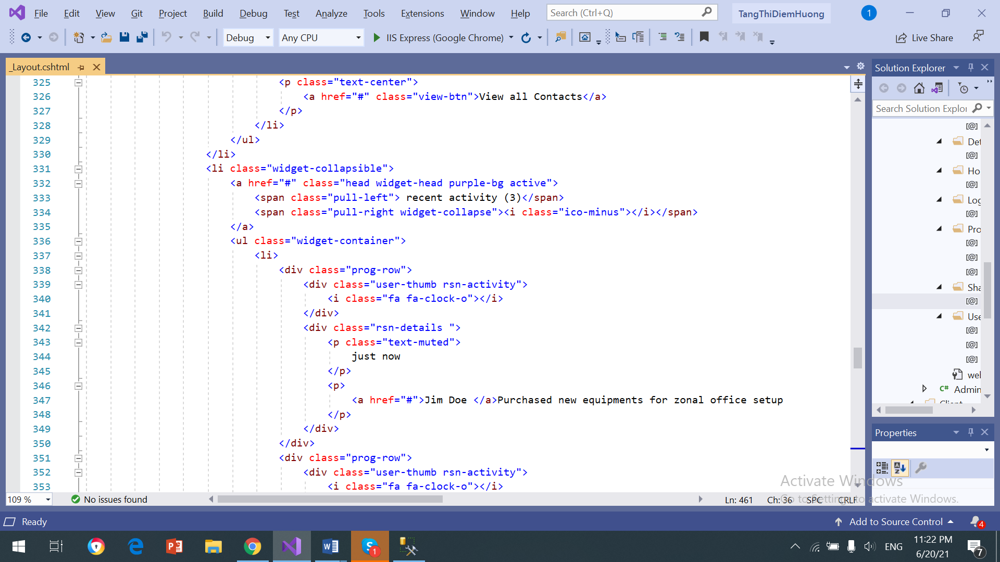 File Edit View Git Project Build Debug Test Analyze Tools Extensions Window Help Search (Ctrl+Q) TangThiDiemHuong 1
Debug Any CPU IIS Express (Google Chrome) Live Share
_Layout.cshtml
325 <p class="text-center">
326 <a href="#" class="view-btn">View all Contacts</a>
327 </p>
328 </li>
329 </ul>
330 </li>
331 <li class="widget-collapsible">
332 <a href="#" class="head widget-head purple-bg active">
333 <span class="pull-left"> recent activity (3)</span>
334 <span class="pull-right widget-collapse"><i class="ico-minus"></i></span>
335 </a>
336 <ul class="widget-container">
337 <li>
338 <div class="prog-row">
339 <div class="user-thumb rsn-activity">
340 <i class="fa fa-clock-o"></i>
341 </div>
342 <div class="rsn-details ">
343 <p class="text-muted">
344 just now
345 </p>
346 <p>
347 <a href="#">Jim Doe </a>Purchased new equipments for zonal office setup
348 </p>
349 </div>
350 </div>
351 <div class="prog-row">
352 <div class="user-thumb rsn-activity">
353 <i class="fa fa-clock-o"></i>
109 % No issues found Ln: 461 Ch: 36 SPC CRLF
Solution Explorer
Search Solution Explor
[@]
Det
[@]
Ho
[@]
Log
[@]
Pro
[@]
[@]
[@]
Sha
[@]
Use
[@]
[@]
[@]
wel
C# Admin
Client
Properties
Activate Windows
Go to Settings to activate Windows.
Ready Add to Source Control 4
1 ENG 11:22 PM
6/20/21 7